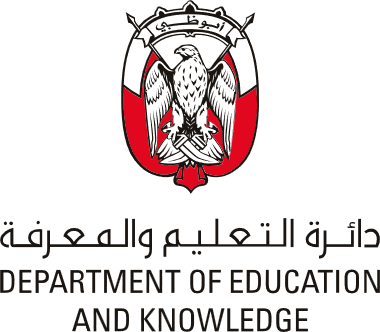 أبوظبي
دائرة التعليم والمعرفة
DEPARTMENT OF EDUCATION
AND KNOWLEDGE